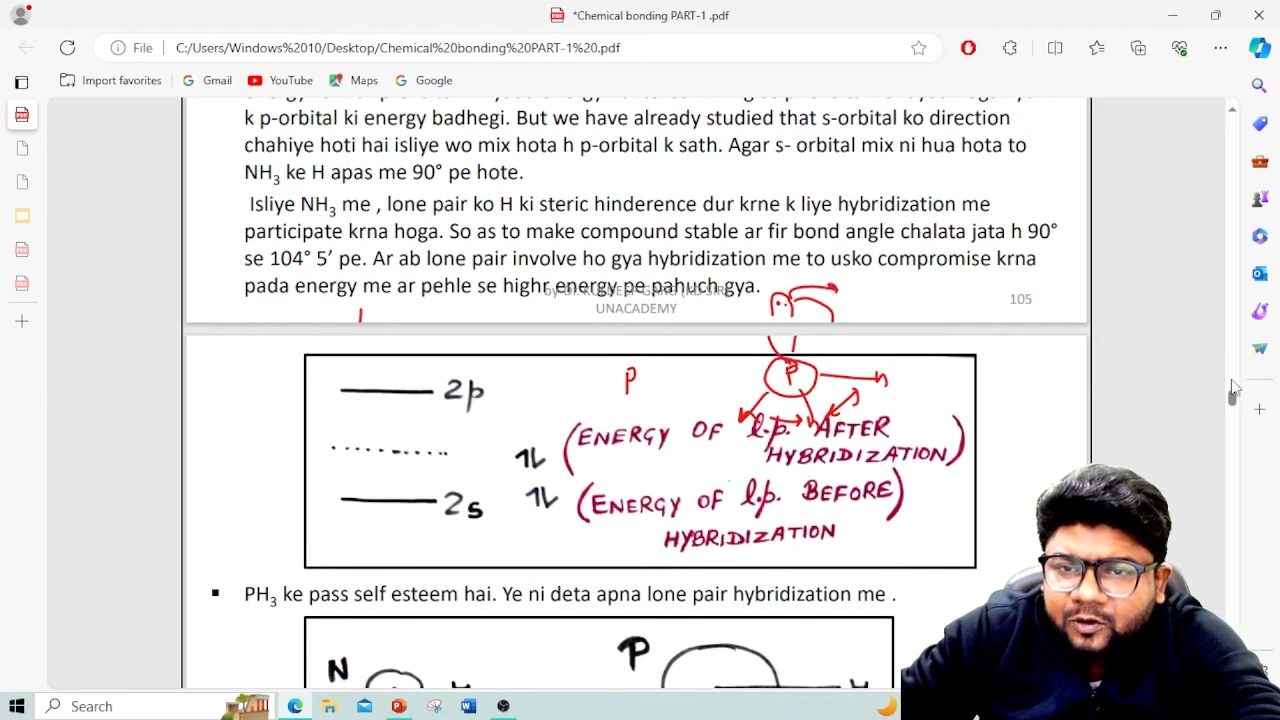 *Chemical bonding PART-1 .pdf
File
C:/Users/Windows%2010/Desktop/Chemical%20bonding%20PART-1%20.pdf
Import favorites
Gmail
YouTube
Maps
Google
k p-orbital ki energy badhegi. But we have already studied that s-orbital ko direction
chahiye hoti hai isliye wo mix hota h p-orbital k sath. Agar s- orbital mix ni hua hota to
NH3 ke H apas me 90° pe hote.
Isliye NH3 me , lone pair ko H ki steric hinderence dur krne k liye hybridization me
participate krna hoga. So as to make compound stable ar fir bond angle chalata jata h 90°
se 104° 5’ pe. Ar ab lone pair involve ho gya hybridization me to usko compromise krna
pada energy me ar pehle se highr energy pe pahuch gya.
UNACADEMY
105
2p
P
P
(ENERGY OF l.p. AFTER
HYBRIDIZATION)
2s
(ENERGY OF l.p. BEFORE)
HYBRIDIZATION
PH3 ke pass self esteem hai. Ye ni deta apna lone pair hybridization me .
N
P
Search